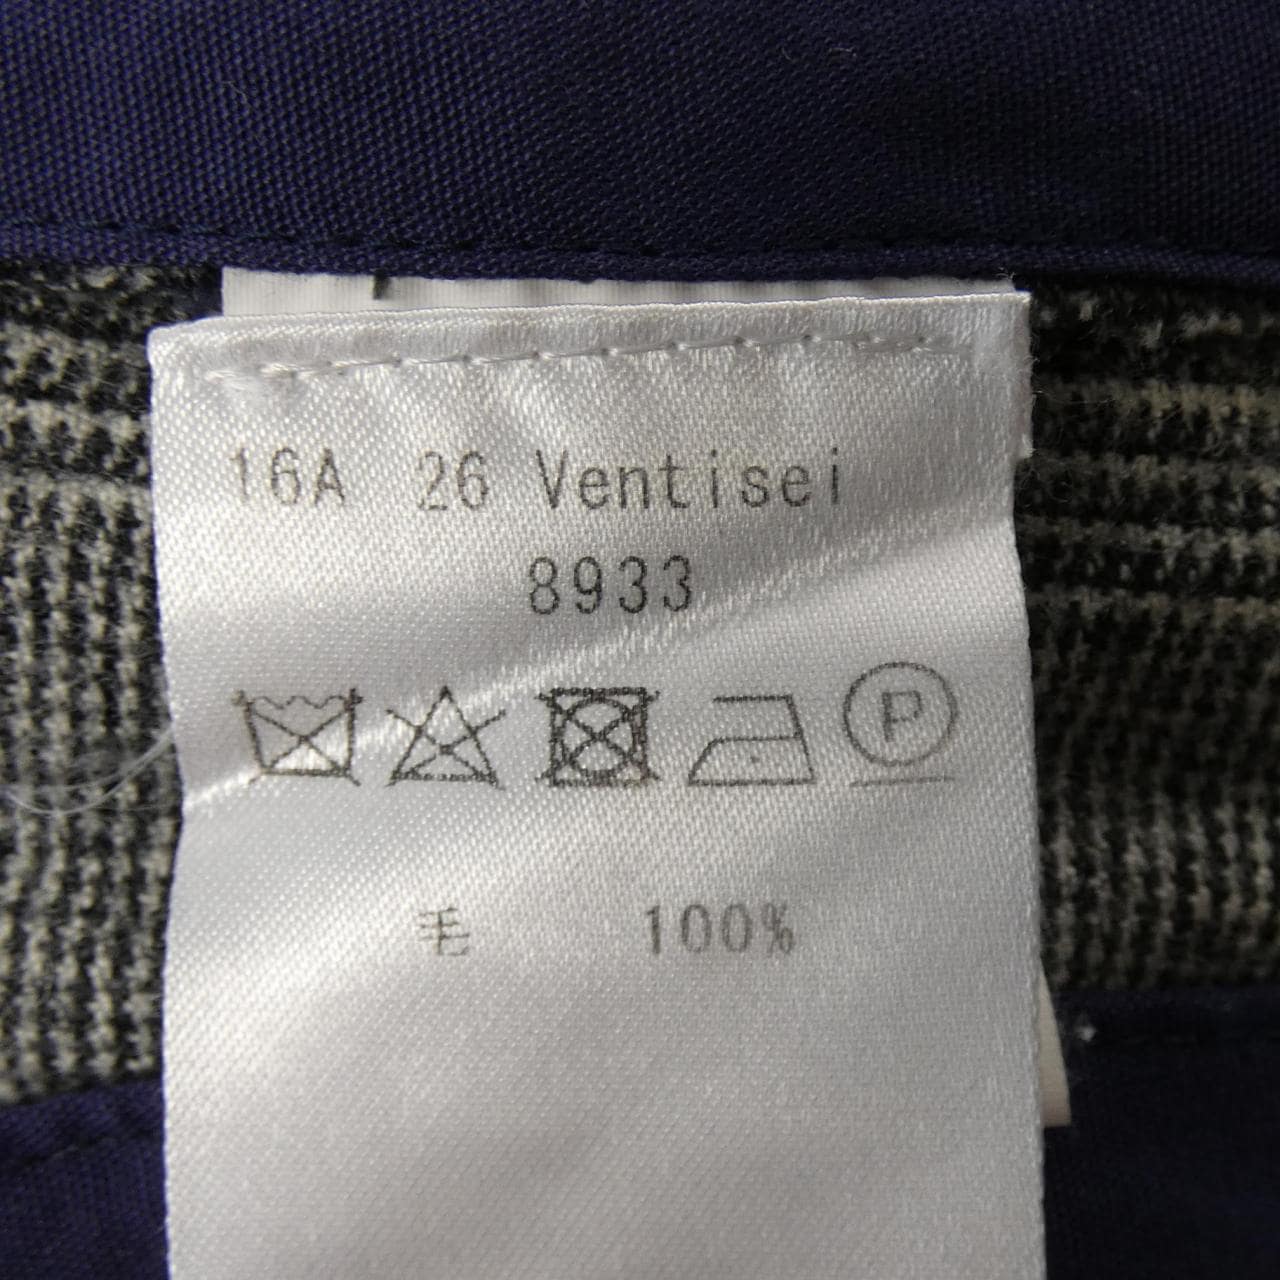 16A 26 Ventisei
8933
P
毛 100%